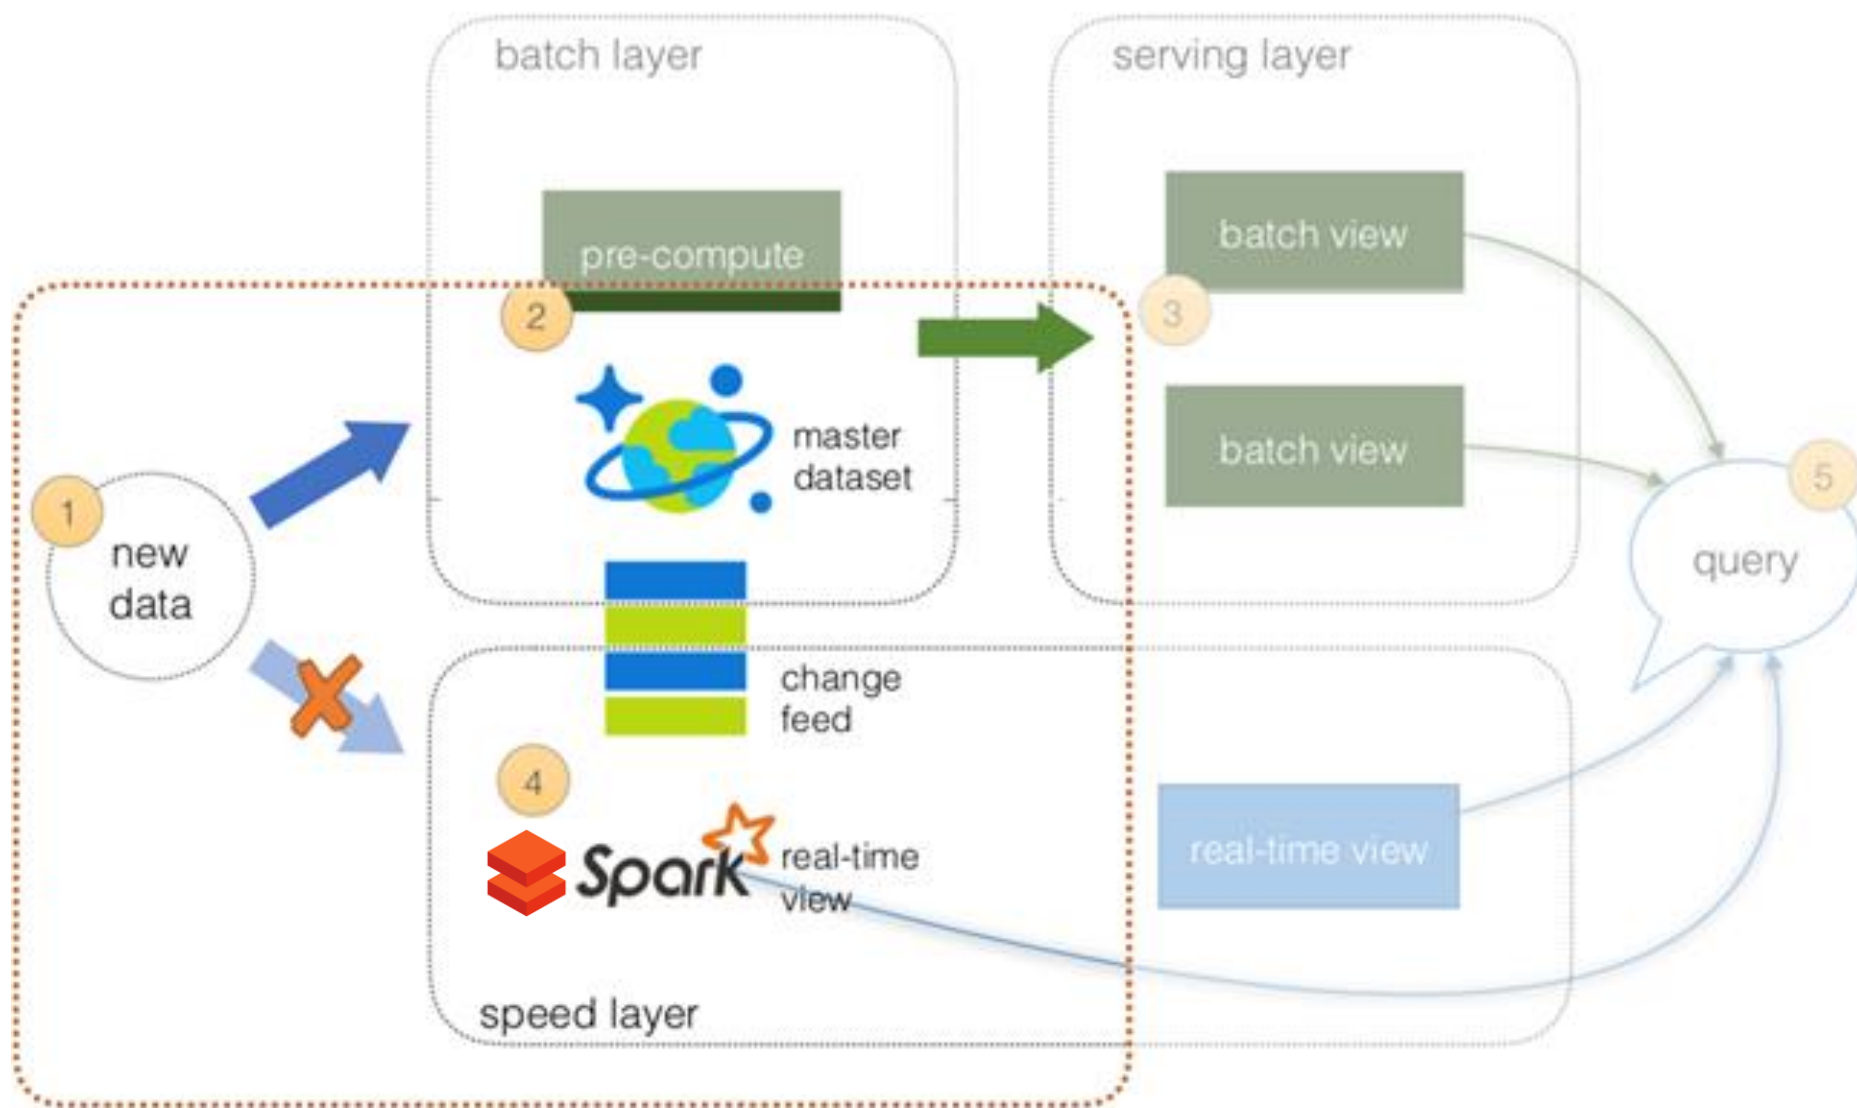 batch layer
serving layer
pre-compute
batch view
2
3
master
dataset
batch view
1
5
new
data
query
change
feed
4
Spark
real-time
view
real-time view
speed layer